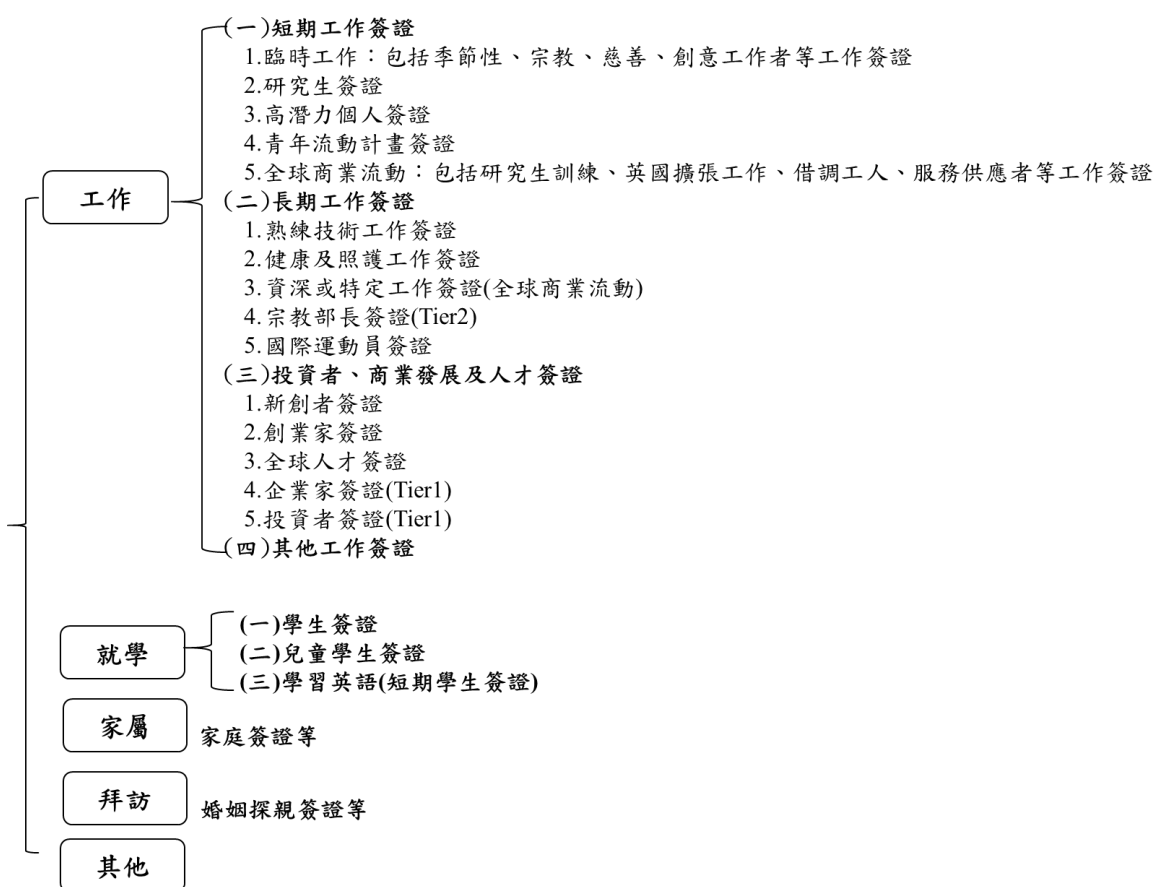 工作
(一)短期工作簽證
1.臨時工作：包括季節性、宗教、慈善、創意工作者等工作簽證
2.研究生簽證
3.高潛力個人簽證
4.青年流動計畫簽證
5.全球商業流動：包括研究生訓練、英國擴張工作、借調工人、服務供應者等工作簽證
(二)長期工作簽證
1.熟練技術工作簽證
2.健康及照護工作簽證
3.資深或特定工作簽證(全球商業流動)
4.宗教部長簽證(Tier2)
5.國際運動員簽證
(三)投資者、商業發展及人才簽證
1.新創者簽證
2.創業家簽證
3.全球人才簽證
4.企業家簽證(Tier1)
5.投資者簽證(Tier1)
(四)其他工作簽證
就學
(一)學生簽證
(二)兒童學生簽證
(三)學習英語(短期學生簽證)
家屬
家庭簽證等
拜訪
婚姻探親簽證等
其他